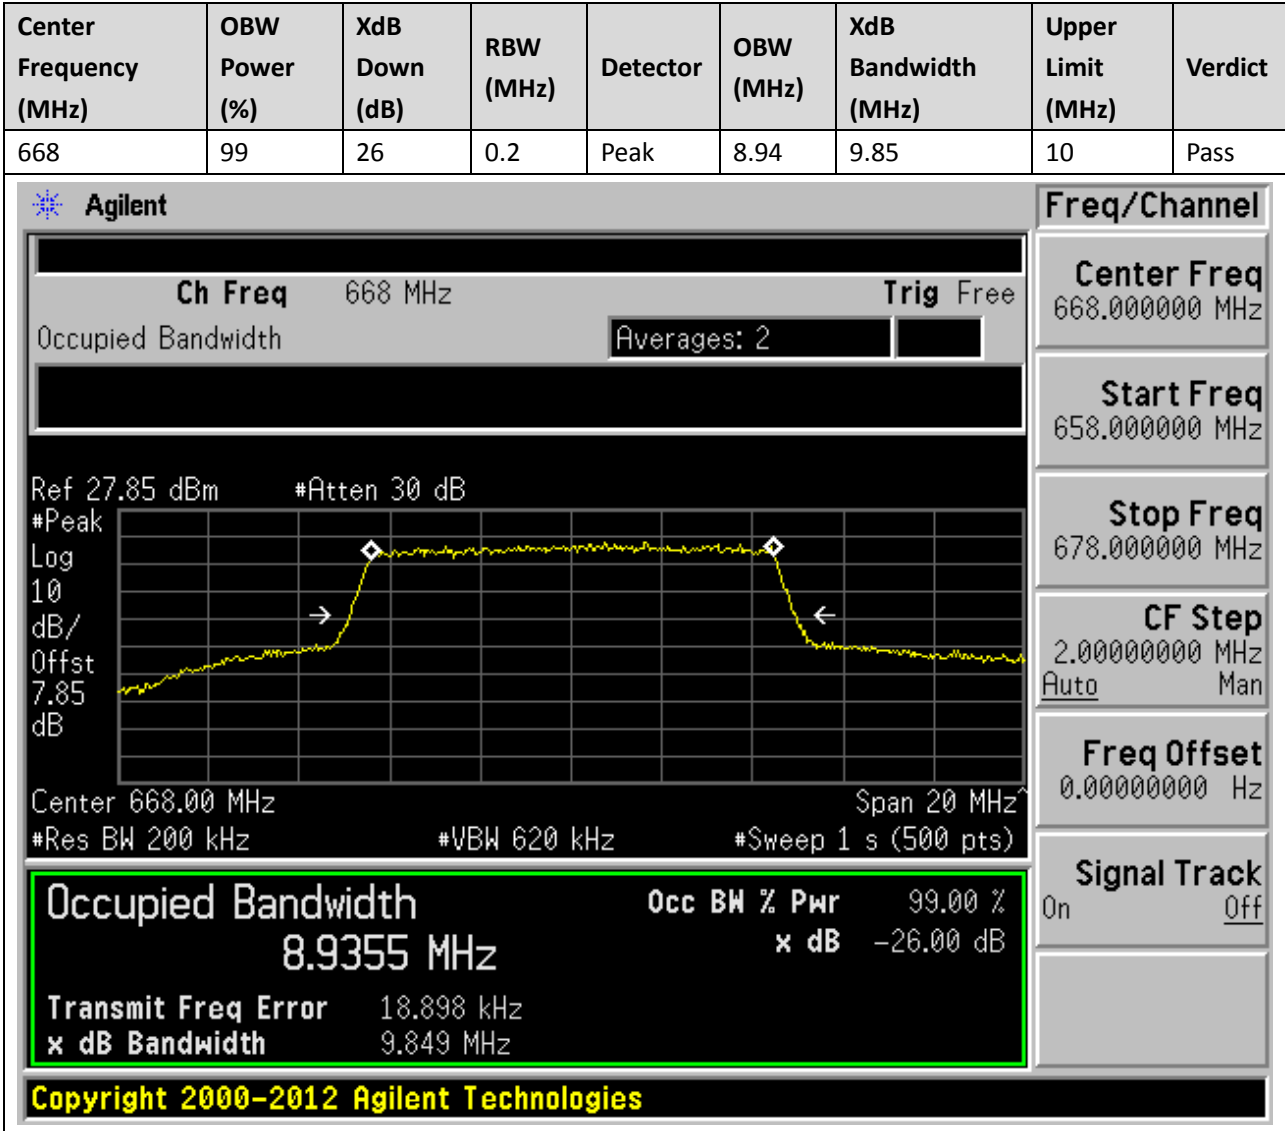 Center Frequency (MHz) OBW Power (%) XdB Down (dB) RBW (MHz) Detector OBW (MHz) XdB Bandwidth (MHz) Upper Limit (MHz) Verdict
668 99 26 0.2 Peak 8.94 9.85 10 Pass
Agilent
Freq/Channel
Ch Freq 668 MHz Trig Free
Occupied Bandwidth Averages: 2
Center Freq
668.000000 MHz
Start Freq
658.000000 MHz
Stop Freq
678.000000 MHz
CF Step
2.00000000 MHz
Auto Man
Freq Offset
0.00000000 Hz
Signal Track
On Off
Ref 27.85 dBm #Atten 30 dB
#Peak
Log
10
dB/
Offst
7.85
dB
Center 668.00 MHz Span 20 MHz^
#Res BW 200 kHz #VBW 620 kHz #Sweep 1 s (500 pts)
Occupied Bandwidth Occ BW % Pwr 99.00 %
8.9355 MHz x dB -26.00 dB
Transmit Freq Error 18.898 kHz
x dB Bandwidth 9.849 MHz
Copyright 2000-2012 Agilent Technologies